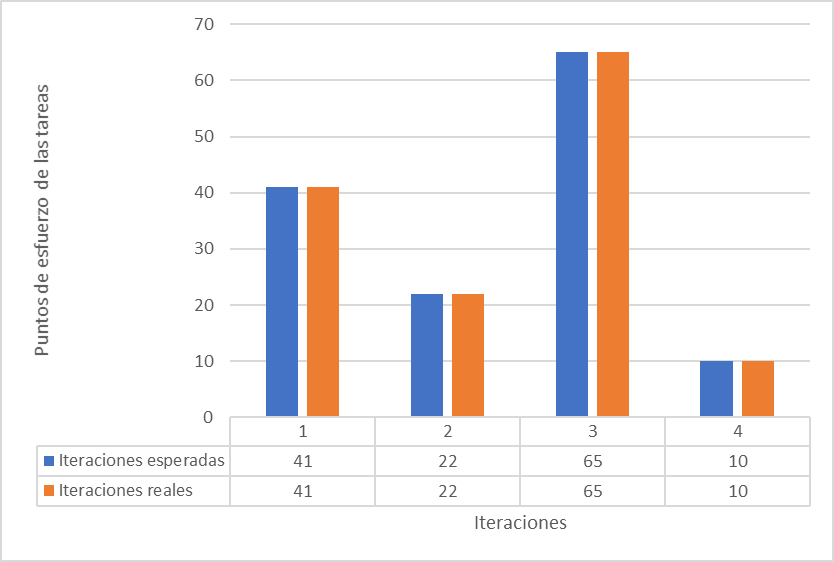 Puntos de esfuerzo de las tareas
70
60
50
40
30
20
10
0
1 2 3 4
Iteraciones esperadas 41 22 65 10
Iteraciones reales 41 22 65 10
Iteraciones